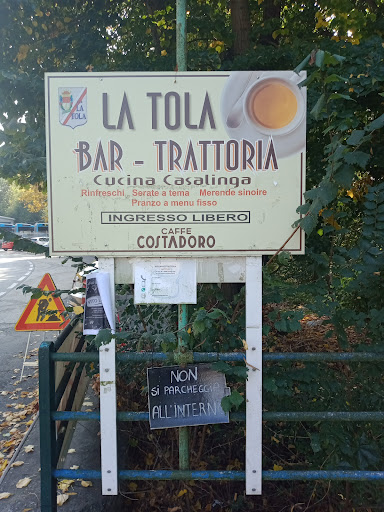 LA TOLA
LA
TOLA
BAR - TRATTORIA
Cucina Casalinga
Rinfreschi Serate a tema Merende sinoire
Pranzo a menu fisso
INGRESSO LIBERO
CAFFE
COSTADORO
NON
SI PARCHEGGIA
ALL'INTERN